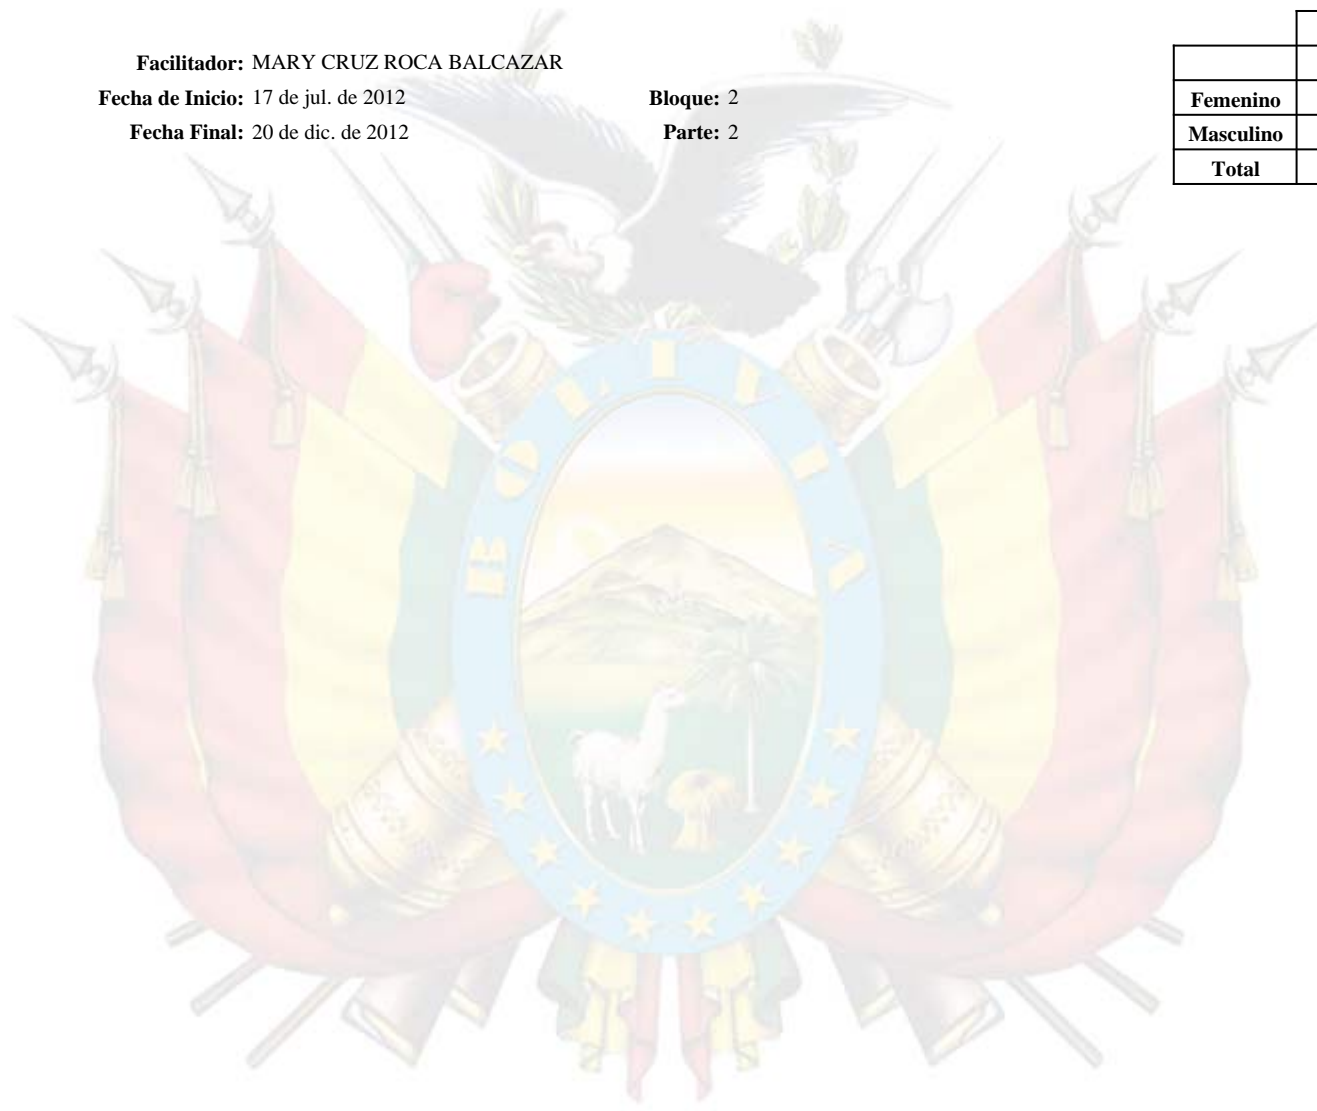 Facilitador: MARY CRUZ ROCA BALCAZAR
Fecha de Inicio: 17 de jul. de 2012 Bloque: 2
Fecha Final: 20 de dic. de 2012 Parte: 2
Femenino
Masculino
Total
BOLIVIA